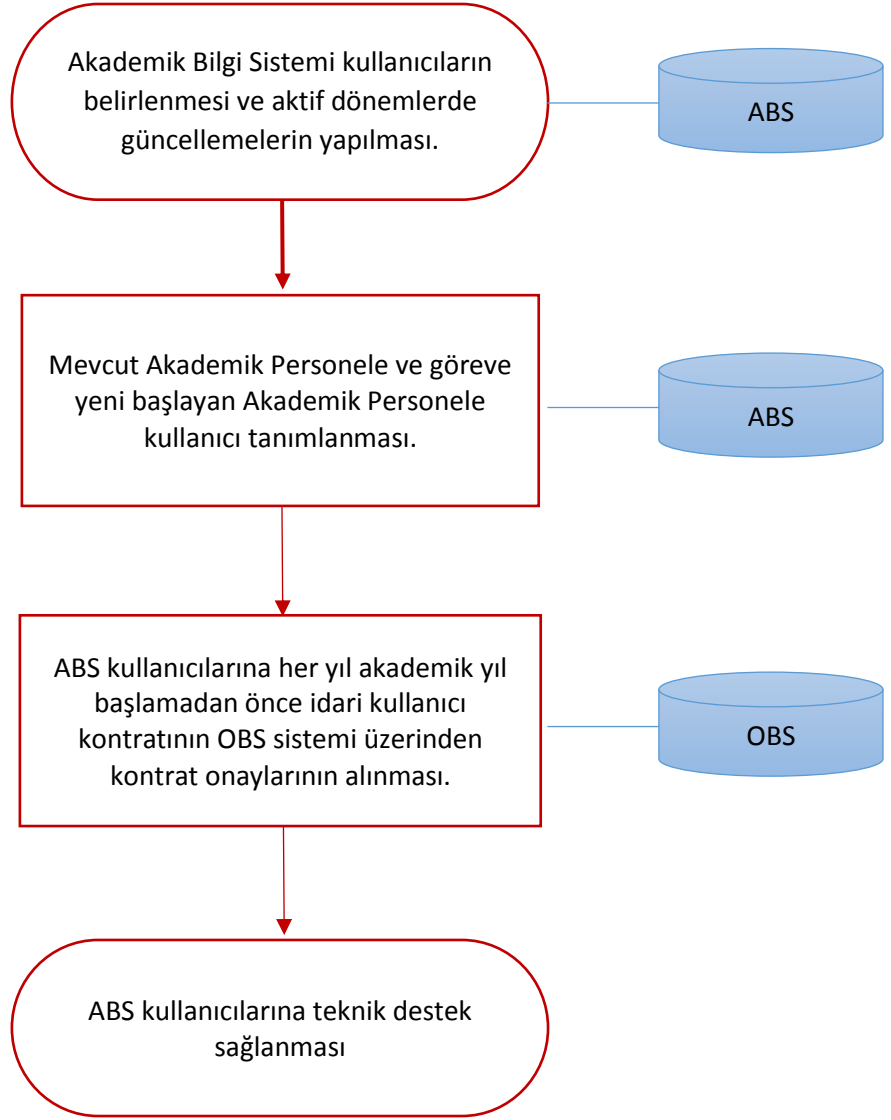 Akademik Bilgi Sistemi kullanıcıların
belirlenmesi ve aktif dönemlerde
güncellemelerin yapılması.
ABS
Mevcut Akademik Personele ve göreve
yeni başlayan Akademik Personele
kullanıcı tanımlanması.
ABS
ABS kullanıcılarına her yıl akademik yıl
başlamadan önce idari kullanıcı
kontratının OBS sistemi üzerinden
kontrat onaylarının alınması.
OBS
ABS kullanıcılarına teknik destek
sağlanması